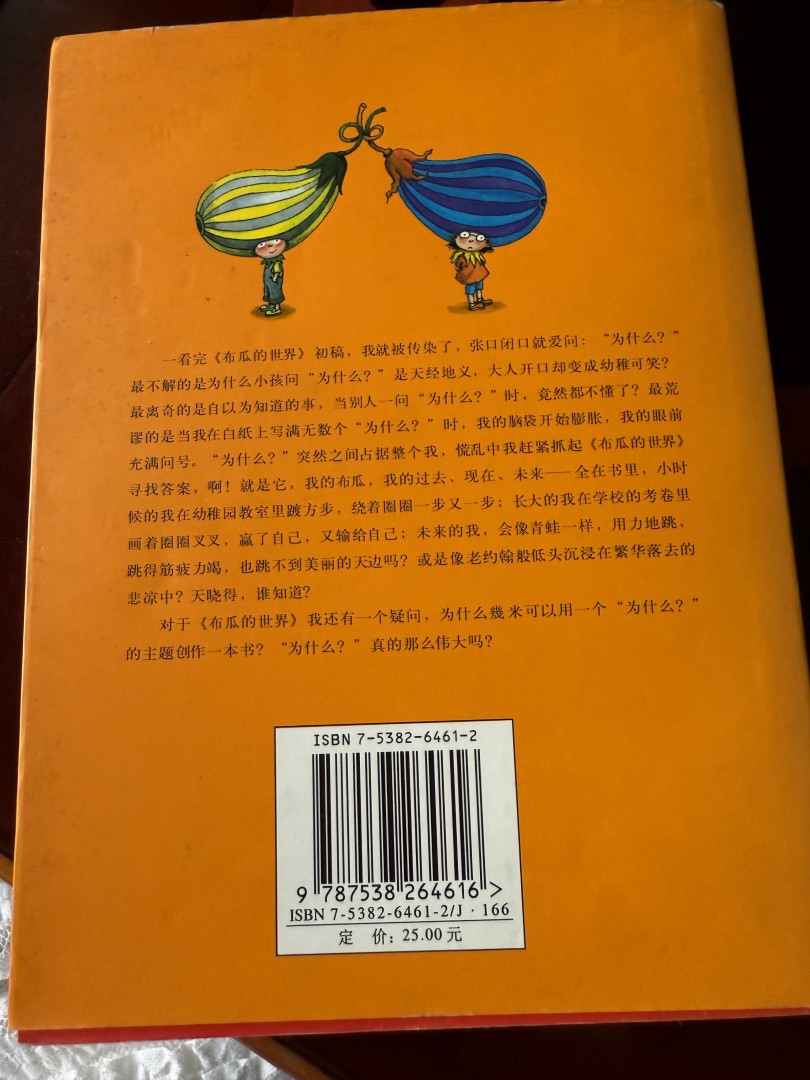 一看完《布瓜的世界》初稿，我就被传染了，张口闭口就爱问：“为什么？”
最不解的是为什么小孩问“为什么？”是天经地义，大人开口却变成幼稚可笑？
最离奇的是自以为知道的事，当别人一问“为什么？”时，竟然都不懂了？最荒
谬的是当我在白纸上写满无数个“为什么？”时，我的脑袋开始膨胀，我的眼前
充满问号。“为什么？”突然之间占据整个我，慌乱中我赶紧抓起《布瓜的世界》
寻找答案，啊！就是它，我的布瓜，我的过去、现在、未来——全在书里，小时
候的我在幼稚园教室里踱方步，绕着圈圈一步又一步；长大的我在学校的考卷里
画着圈圈叉叉，赢了自己，又输给自己；未来的我，会像青蛙一样，用力地跳，
跳得筋疲力竭，也跳不到美丽的天边吗？或是像老约翰般低头沉浸在繁华落去的
悲凉中？天晓得，谁知道？
对于《布瓜的世界》我还有一个疑问，为什么幾米可以用一个“为什么？”
的主题创作一本书？“为什么？”真的那么伟大吗？
ISBN 7-5382-6461-2
9 787538 264616 >
ISBN 7-5382-6461-2/J · 166
定 价：25.00 元